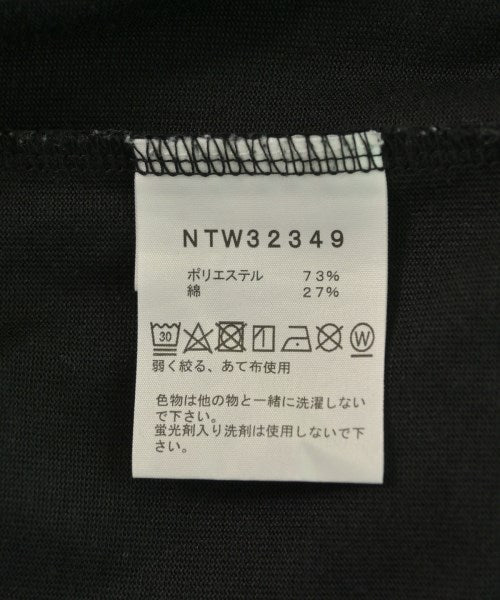 NTW32349
ポリエステル 73%
綿 27%
30 W
弱く絞る、あて布使用
色物は他の物と一緒に洗濯しない
で下さい。
蛍光剤入り洗剤は使用しないで下
さい。